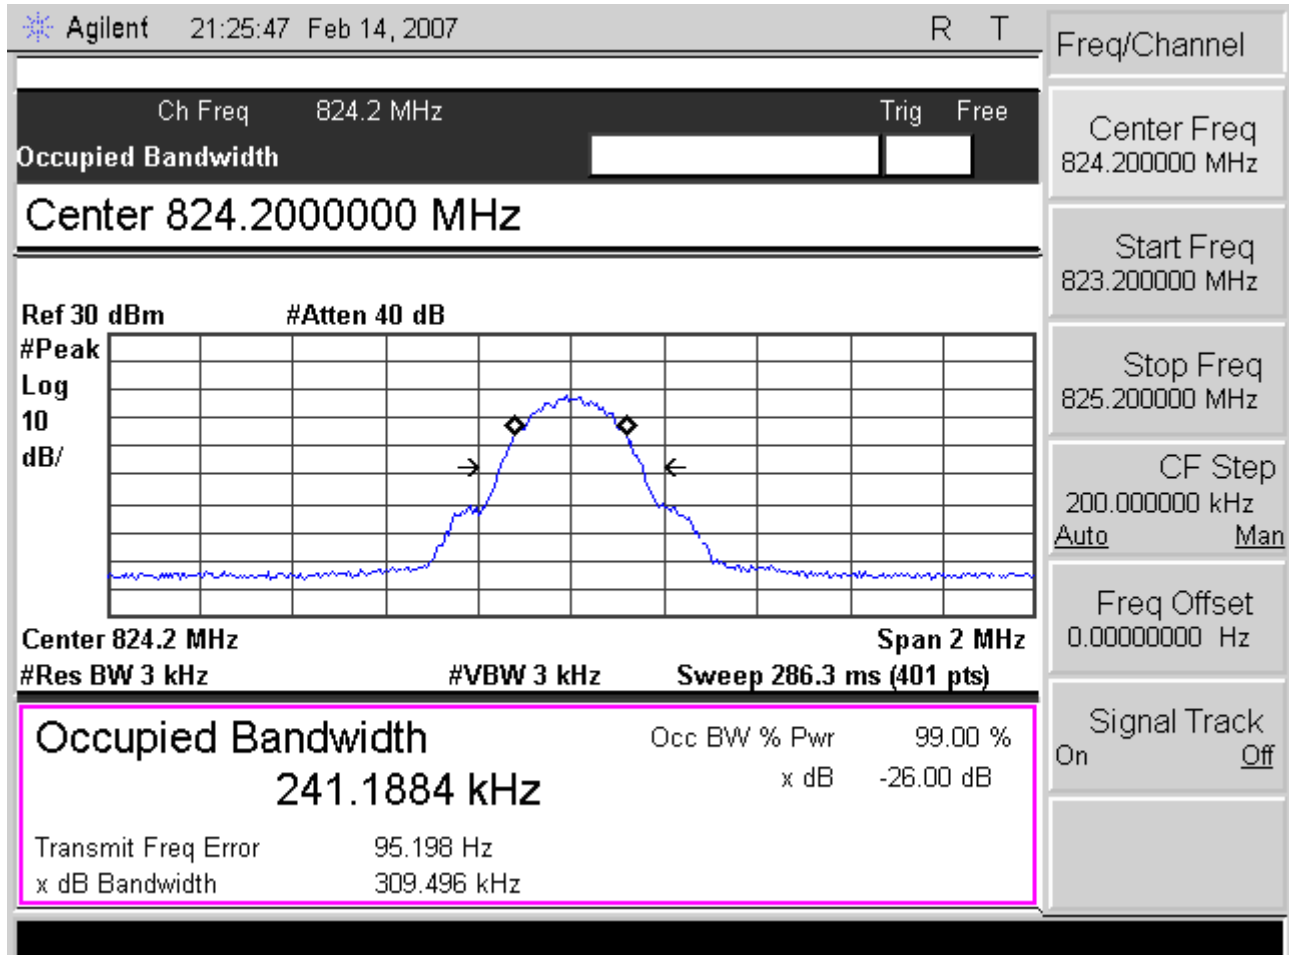 Agilent 21:25:47 Feb 14, 2007 R T
Ch Freq 824.2 MHz Trig Free
Occupied Bandwidth
Center 824.2000000 MHz
Ref 30 dBm #Atten 40 dB
#Peak
Log
10
dB/
Center 824.2 MHz Span 2 MHz
#Res BW 3 kHz #VBW 3 kHz Sweep 286.3 ms (401 pts)
Occupied Bandwidth Occ BW % Pwr 99.00 %
241.1884 kHz x dB -26.00 dB
Transmit Freq Error 95.198 Hz
x dB Bandwidth 309.496 kHz
Freq/Channel
Center Freq
824.200000 MHz
Start Freq
823.200000 MHz
Stop Freq
825.200000 MHz
CF Step
200.000000 kHz
Auto Man
Freq Offset
0.00000000 Hz
Signal Track
On Off